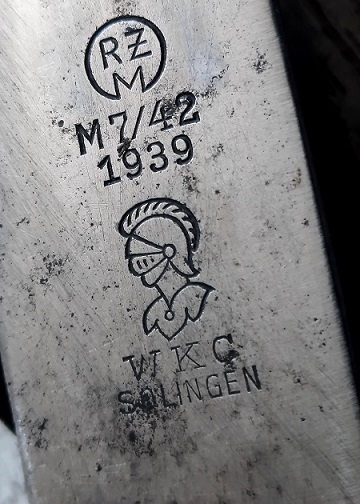 RZ
M
M7/42
1939
WKC
SOLINGEN